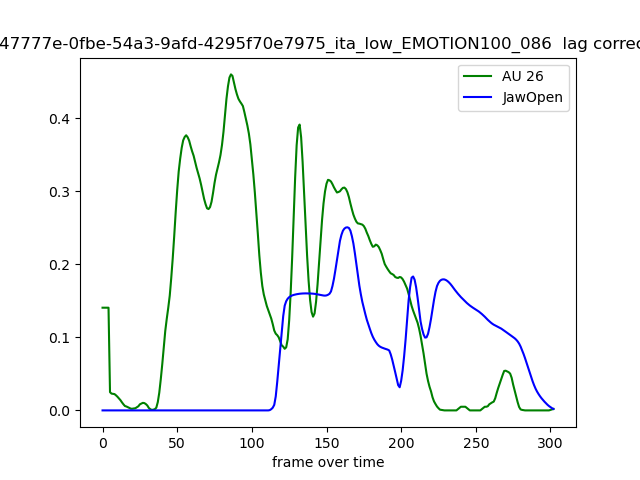 47777e-0fbe-54a3-9afd-4295f70e7975_ita_low_EMOTION100_086 lag correc
AU 26
JawOpen
0.4
0.3
0.2
0.1
0.0
0 50 100 150 200 250 300
frame over time